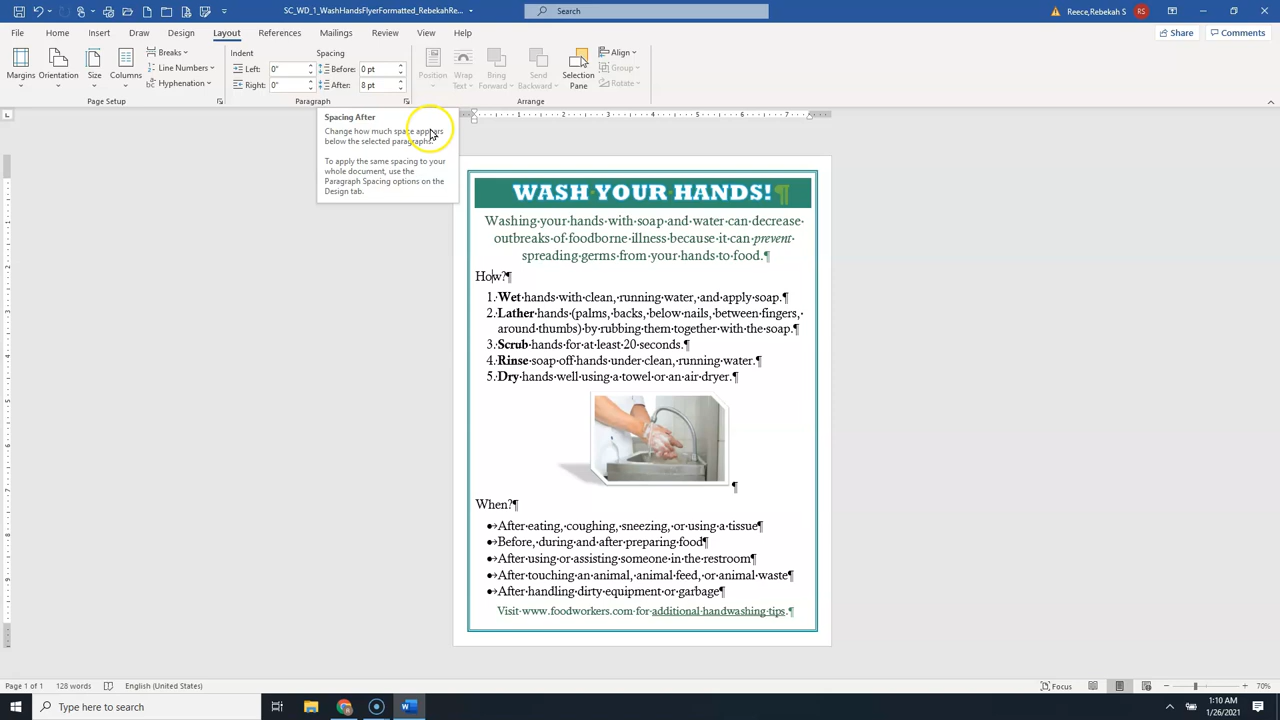 SC_WD_1_WashHandsFlyerFormatted_RebekahRe...
Search
Reece, Rebekah S
RS
File Home Insert Draw Design Layout References Mailings Review View Help
Share
Comments
Margins
Orientation
Size
Columns
Breaks
Line Numbers
Hyphenation
Page Setup
Indent
Left: 0"
Right: 0"
Spacing
Before: 0 pt
After: 8 pt
Paragraph
Position
Wrap Text
Bring Forward
Send Backward
Selection Pane
Align
Group
Rotate
Arrange
Spacing After
Change how much space appears
below the selected paragraphs.
To apply the same spacing to your
whole document, use the
Paragraph Spacing options on the
Design tab.
1 2 3 4 5 6 7
WASH·YOUR·HANDS!¶
Washing·your·hands·with·soap·and·water·can·decrease·
outbreaks·of·foodborne·illness·because·it·can·prevent·
spreading·germs·from·your·hands·to·food.¶
How?¶
1.·Wet·hands·with·clean,·running·water,·and·apply·soap.¶
2.·Lather·hands·(palms,·backs,·below·nails,·between·fingers,·
around·thumbs)·by·rubbing·them·together·with·the·soap.¶
3.·Scrub·hands·for·at·least·20·seconds.¶
4.·Rinse·soap·off·hands·under·clean,·running·water.¶
5.·Dry·hands·well·using·a·towel·or·an·air·dryer.¶
¶
When?¶
•→After·eating,·coughing,·sneezing,·or·using·a·tissue¶
•→Before,·during·and·after·preparing·food¶
•→After·using·or·assisting·someone·in·the·restroom¶
•→After·touching·an·animal,·animal·feed,·or·animal·waste¶
•→After·handling·dirty·equipment·or·garbage¶
Visit·www.foodworkers.com·for·additional·handwashing·tips.¶
Page 1 of 1
128 words
English (United States)
Focus
70%
Type here to search
1:10 AM
1/26/2021